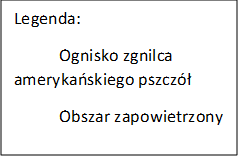 Legenda:
Ognisko zgnilca
amerykańskiego pszczół
Obszar zapowietrzony